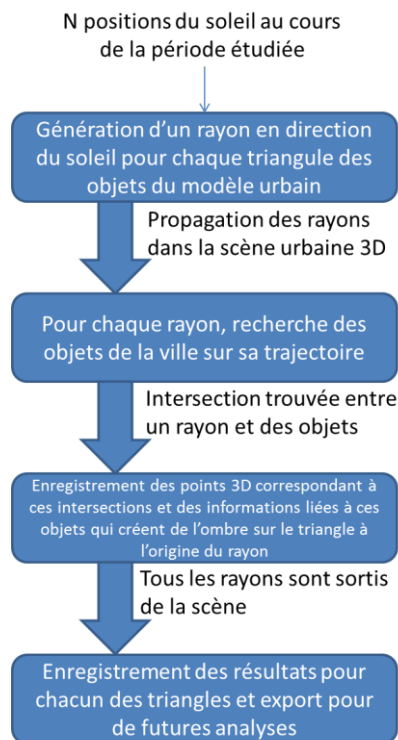 N positions du soleil au cours
de la période étudiée
Génération d'un rayon en direction
du soleil pour chaque triangule des
objets du modèle urbain
Propagation des rayons
dans la scène urbaine 3D
Pour chaque rayon, recherche des
objets de la ville sur sa trajectoire
Intersection trouvée entre
un rayon et des objets
Enregistrement des points 3D correspondant à
ces intersections et des informations liées à ces
objets qui créent de l'ombre sur le triangle à
l'origine du rayon
Tous les rayons sont sortis
de la scène
Enregistrement des résultats pour
chacun des triangles et export pour
de futures analyses